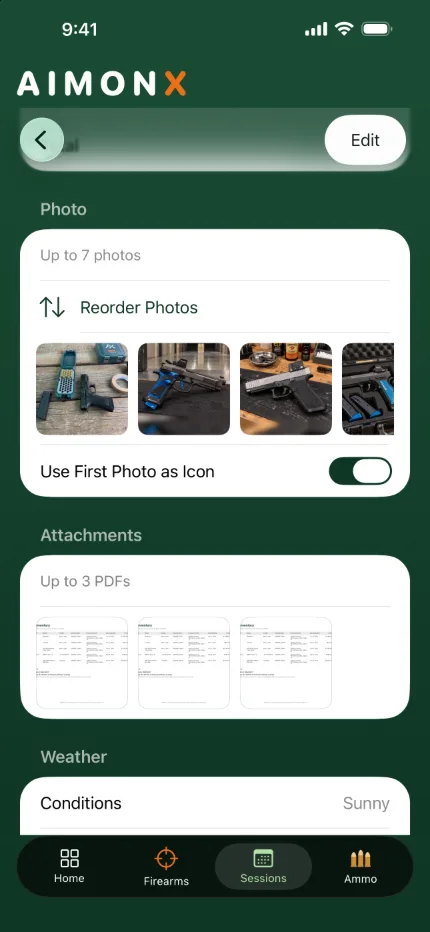 9:41
AIMONX
Edit
Photo
Up to 7 photos
Reorder Photos
Use First Photo as Icon
Attachments
Up to 3 PDFs
Weather
Conditions
Sunny
Home
Firearms
Sessions
Ammo